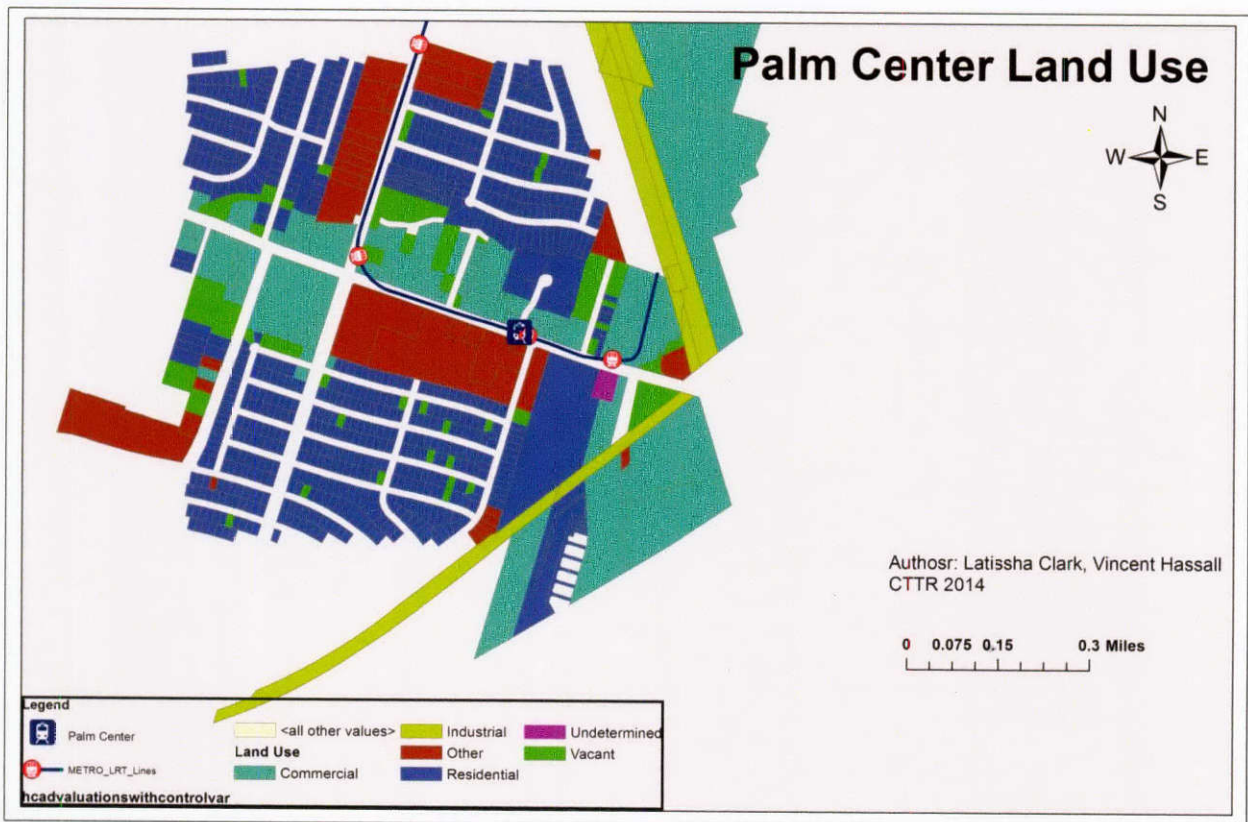 Palm Center Land Use
N
W E
S
Authosr: Latissha Clark, Vincent Hassall
CTTR 2014
0 0.075 0.15 0.3 Miles
Legend
Palm Center
METRO_LRT_Lines
hcadvaluationswithcontrolvar
<all other values>
Land Use
Commercial
Industrial
Other
Residential
Undetermined
Vacant